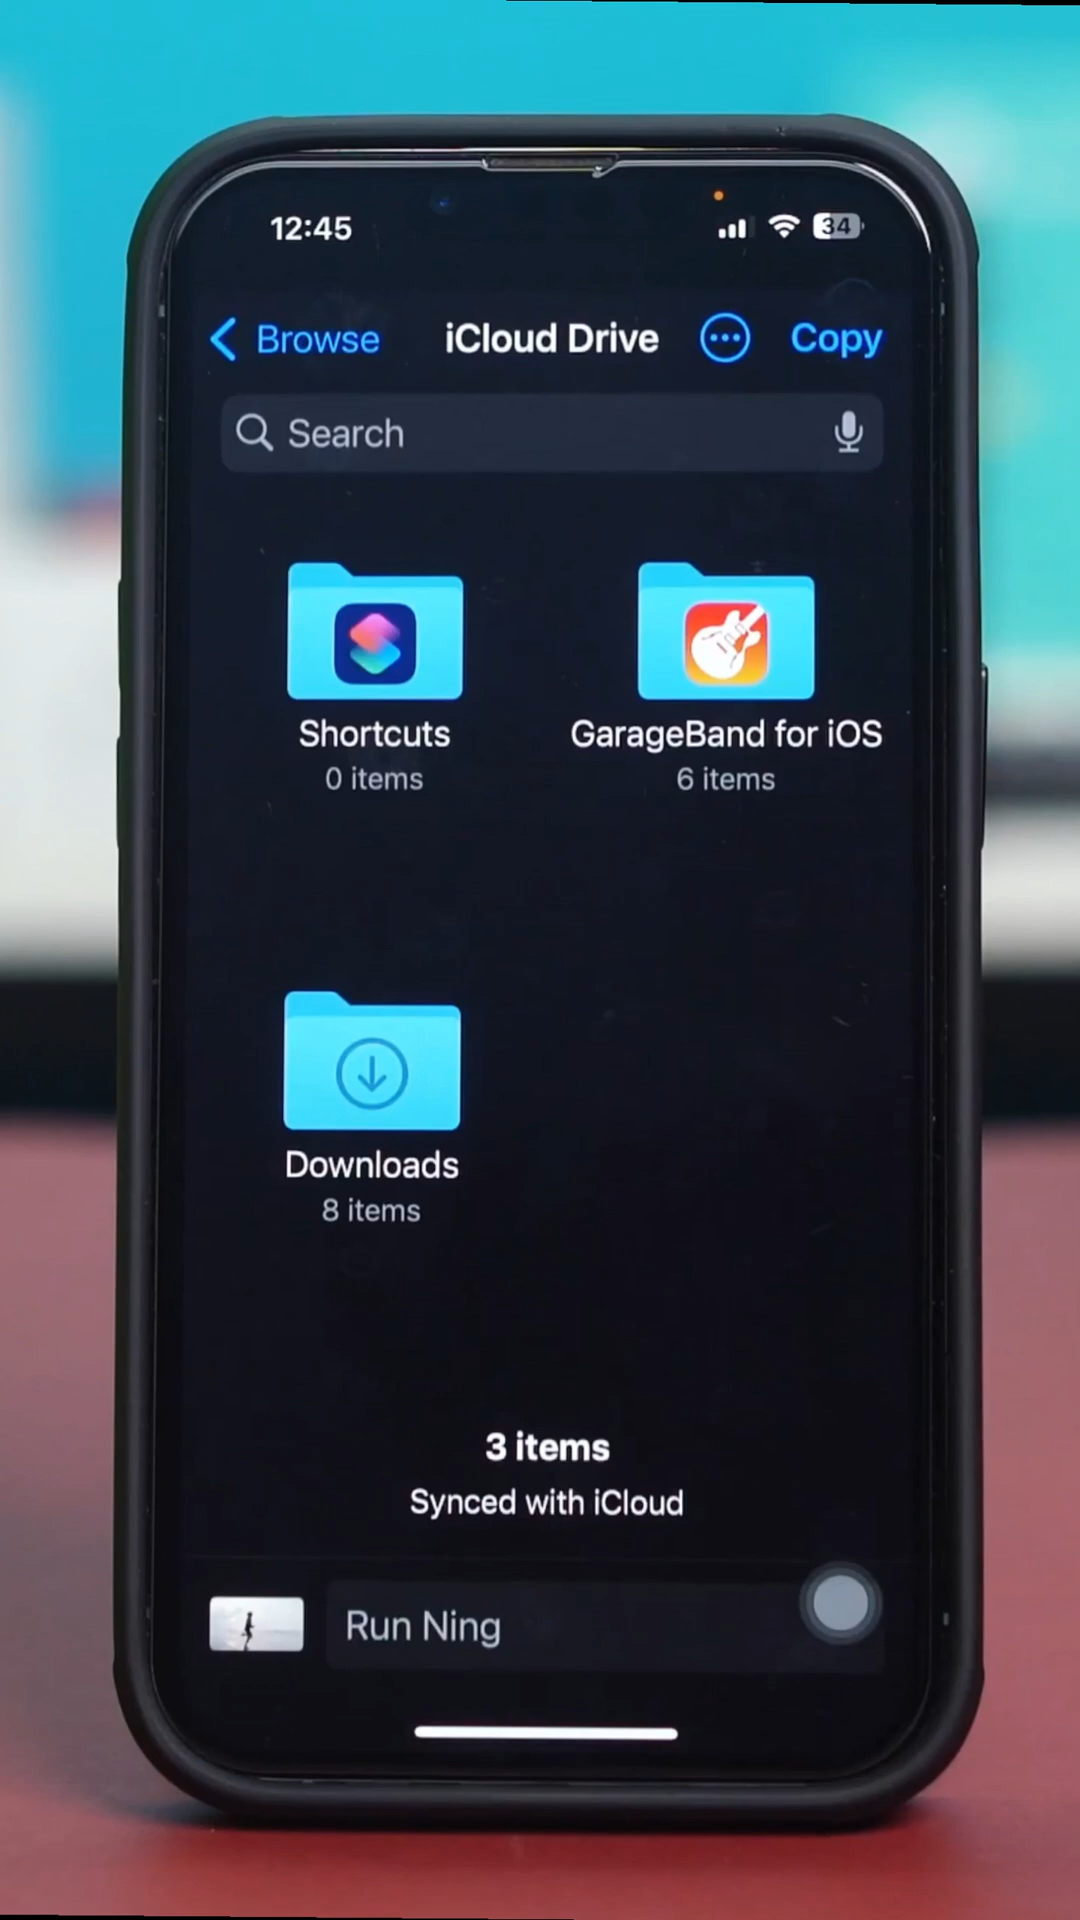 12:45
34
Browse
iCloud Drive
Copy
Search
Shortcuts
GarageBand for iOS
0 items
6 items
Downloads
8 items
3 items
Synced with iCloud
Run Ning